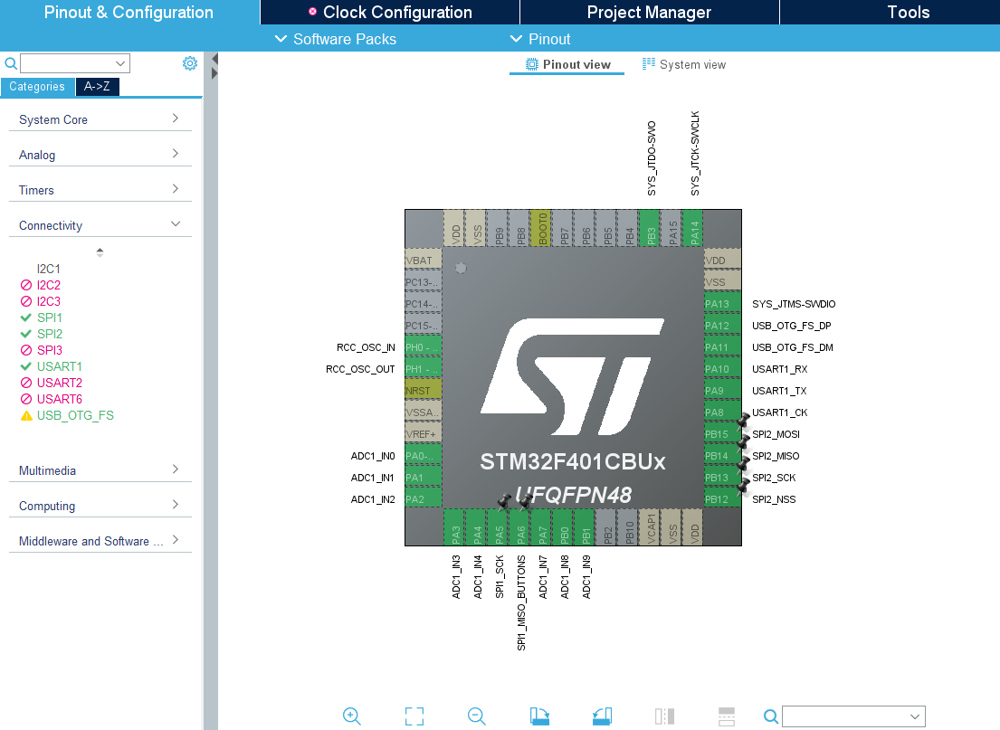 Pinout & Configuration
Clock Configuration
Project Manager
Tools
Software Packs
Pinout
Pinout view
System view
Categories
A->Z
System Core
Analog
Timers
Connectivity
I2C1
I2C2
I2C3
SPI1
SPI2
SPI3
USART1
USART2
USART6
USB_OTG_FS
Multimedia
Computing
Middleware and Software ...
SYS_JTDO-SWO
SYS_JTCK-SWCLK
VDD
VSS
PB9
PB8
BOOT0
PB7
PB6
PB5
PB4
PB3
PA15
PA14
VBAT
PC13-..
PC14-..
PC15-..
RCC_OSC_IN
PH0 - ..
RCC_OSC_OUT
PH1 - ..
NRST
VSSA..
VREF+
ADC1_IN0
PA0-..
ADC1_IN1
PA1
ADC1_IN2
PA2
VDD
VSS
PA13
SYS_JTMS-SWDIO
PA12
USB_OTG_FS_DP
PA11
USB_OTG_FS_DM
PA10
USART1_RX
PA9
USART1_TX
PA8
USART1_CK
PB15
SPI2_MOSI
PB14
SPI2_MISO
PB13
SPI2_SCK
PB12
SPI2_NSS
ST
STM32F401CBUx
UFQFPN48
PA3
PA4
PA5
PA6
PA7
PB0
PB1
PB2
PB10
VCAP1
VSS
VDD
ADC1_IN3
ADC1_IN4
SPI1_SCK
SPI1_MISO_BUTTONS
ADC1_IN7
ADC1_IN8
ADC1_IN9